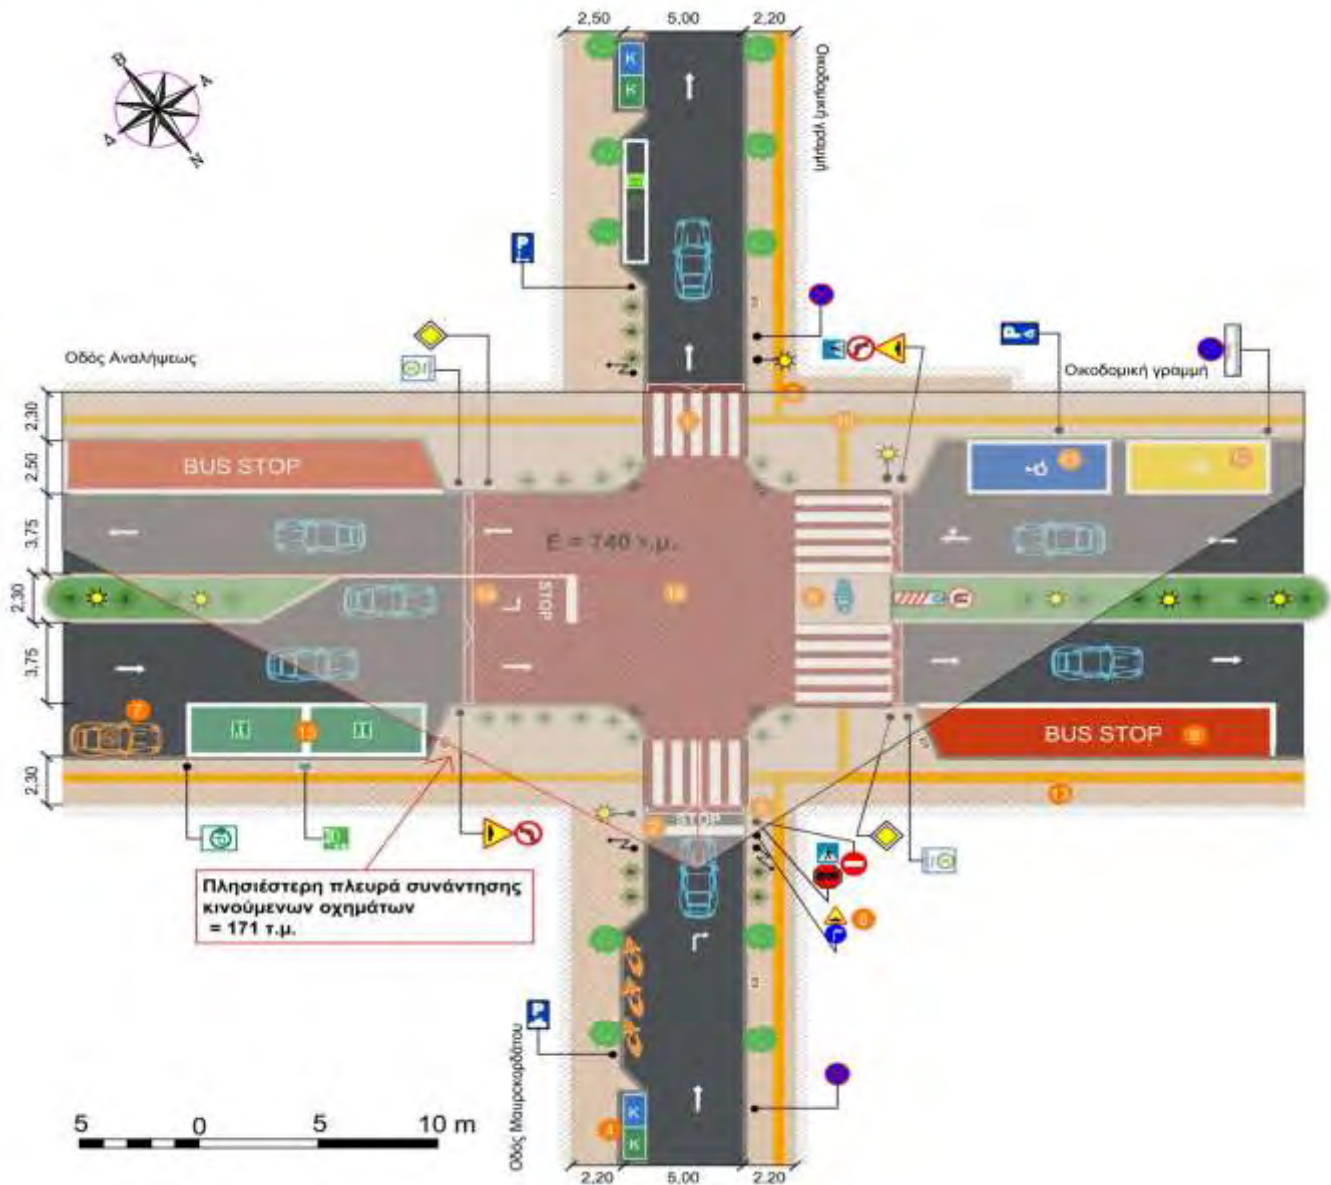 2,50 5,00 2,20
B
A
Δ
N
K
K
Οικοδομική γραμμή
P
Οδός Αναλήψεως
P
Οικοδομική γραμμή
2,30
2,50
3,75
2,30
3,75
2,30
BUS STOP
E = 740 τ.μ.
STOP
7
BUS STOP
STOP
Πλησιέστερη πλευρά συνάντησης
κινούμενων οχημάτων
= 171 τ.μ.
P
Οδός Μαυροκορδάτου
K
K
4
5 0 5 10 m
2,20 5,00 2,20